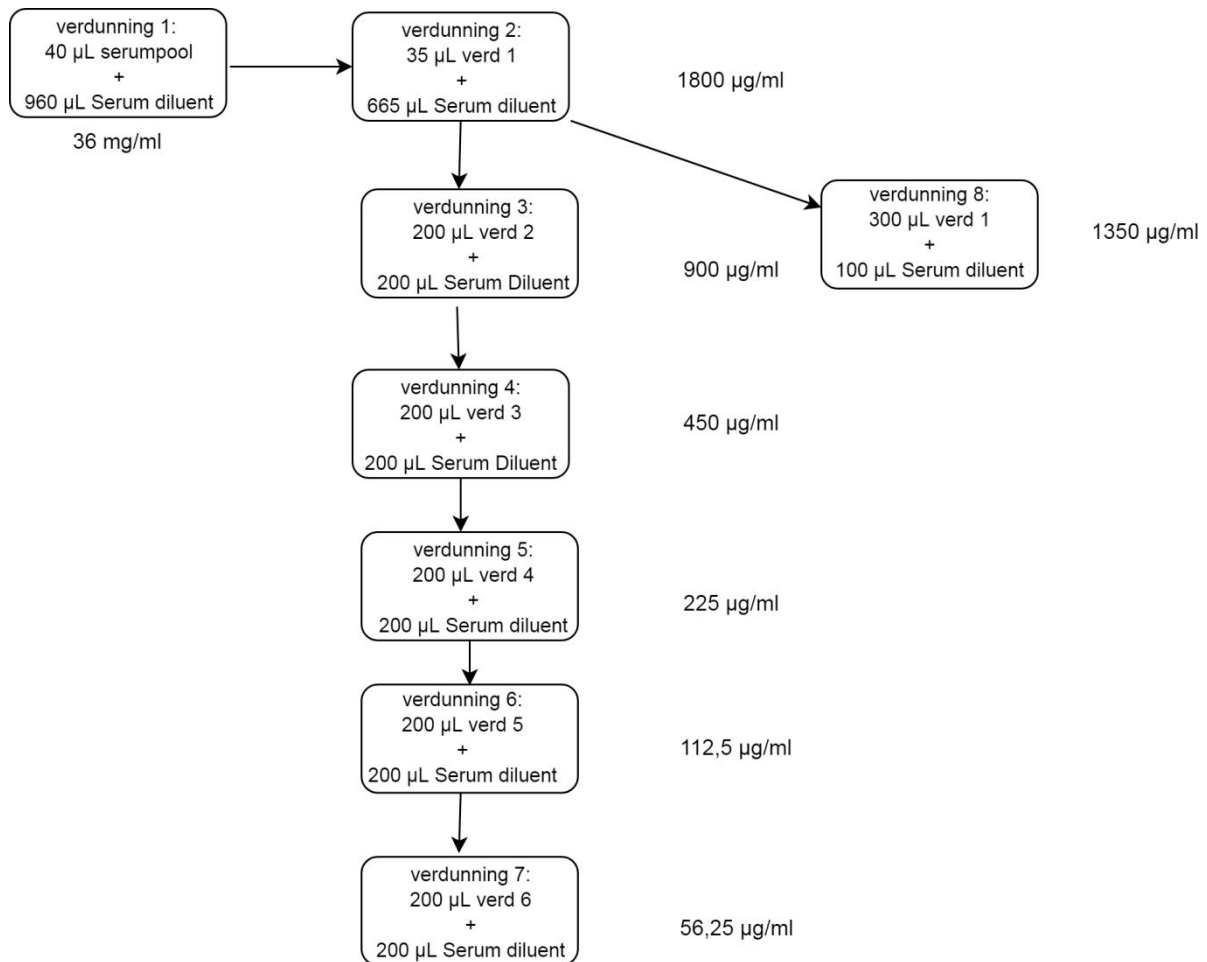 verdunning 1:
40 µL serumpool
+
960 µL Serum diluent
36 mg/ml
verdunning 2:
35 µL verd 1
+
665 µL Serum diluent
1800 µg/ml
verdunning 8:
300 µL verd 1
+
100 µL Serum diluent
1350 µg/ml
verdunning 3:
200 µL verd 2
+
200 µL Serum Diluent
900 µg/ml
verdunning 4:
200 µL verd 3
+
200 µL Serum Diluent
450 µg/ml
verdunning 5:
200 µL verd 4
+
200 µL Serum diluent
225 µg/ml
verdunning 6:
200 µL verd 5
+
200 µL Serum diluent
112,5 µg/ml
verdunning 7:
200 µL verd 6
+
200 µL Serum diluent
56,25 µg/ml